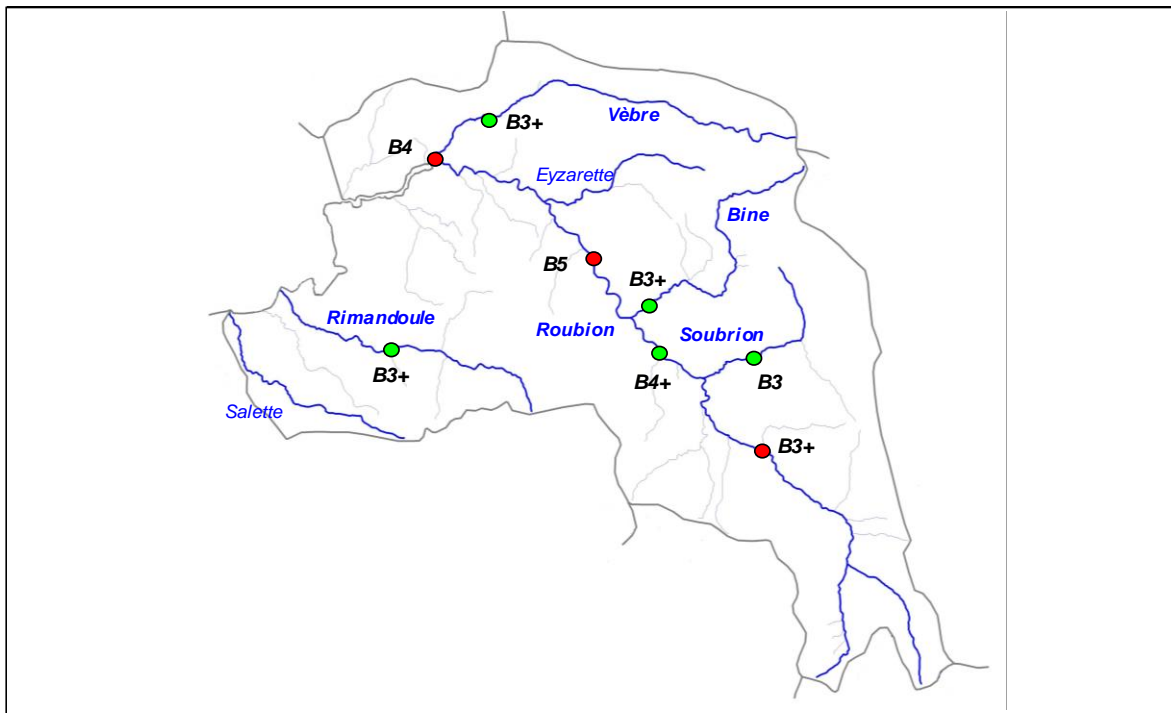 Vèbre
B3+
B4
Eyzarette
Bine
B5
B3+
Rimandoule
Roubion
Soubrion
B3+
B4+
B3
Salette
B3+